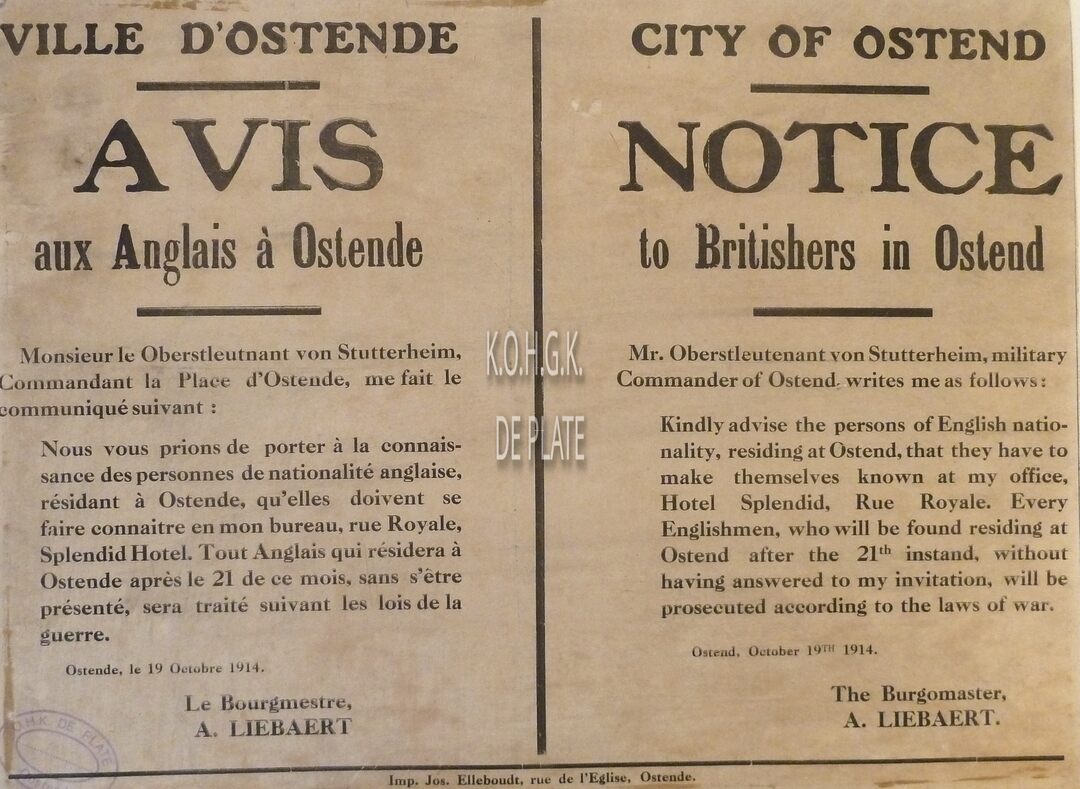 VILLE D'OSTENDE
AVIS
aux Anglais à Ostende
Monsieur le Oberstleutnant von Stutterheim,
Commandant la Place d'Ostende, me fait le
communiqué suivant :
Nous vous prions de porter à la connais-
sance des personnes de nationalité anglaise,
résidant à Ostende, qu'elles doivent se
faire connaitre en mon bureau, rue Royale,
Splendid Hotel. Tout Anglais qui résidera à
Ostende après le 21 de ce mois, sans s'être
présenté, sera traité suivant les lois de la
guerre.
Ostende, le 19 Octobre 1914.
Le Bourgmestre,
A. LIEBAERT
CITY OF OSTEND
NOTICE
to Britishers in Ostend
Mr. Oberstleutenant von Stutterheim, military
Commander of Ostend, writes me as follows :
Kindly advise the persons of English natio-
nality, residing at Ostend, that they have to
make themselves known at my office,
Hotel Splendid, Rue Royale. Every
Englishmen, who will be found residing at
Ostend after the 21th instand, without
having answered to my invitation, will be
prosecuted according to the laws of war.
Ostend, October 19TH 1914.
The Burgomaster,
A. LIEBAERT.
Imp. Jos. Elleboudt, rue de l'Eglise, Ostende.
K.O.H.G.K.
DE PLATE
O.H.K. DE PLATE